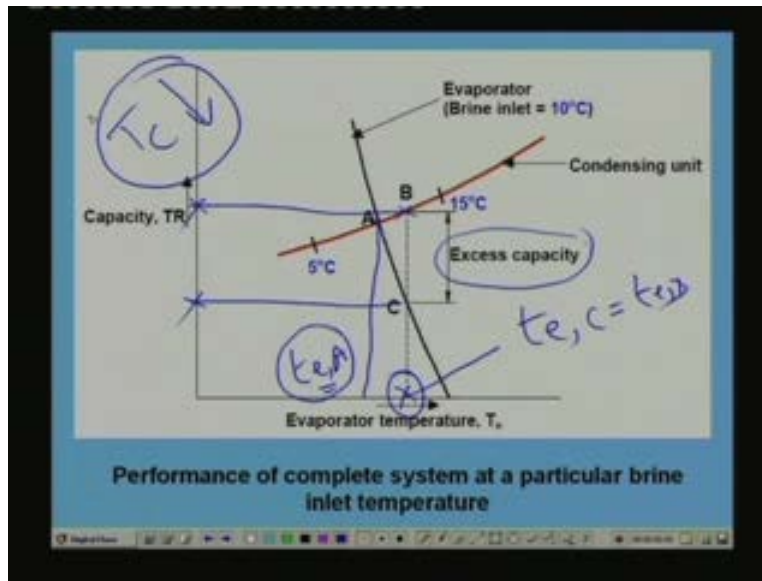 Tc
Evaporator
(Brine inlet = 10°C)
Condensing unit
B
15°C
Capacity, TR
A
5°C
Excess capacity
C
te,C = te,B
te,A
Evaporator temperature, Te
Performance of complete system at a particular brine
inlet temperature